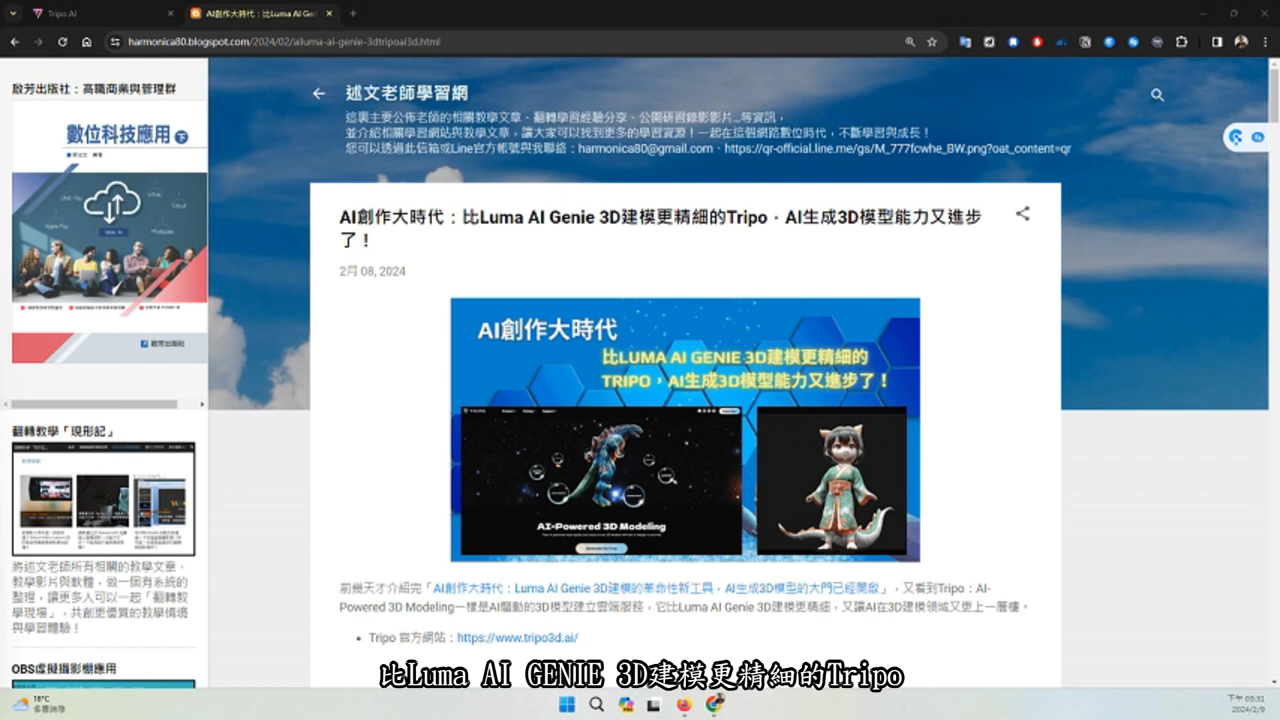 Tripo AI
AI創作大時代：比Luma AI Gen
harmonica80.blogspot.com/2024/02/ailuma-ai-genie-3dtripoai3d.html
啟芳出版社：高職商業與管理群
數位科技應用 下
啟芳出版社
翻轉教學「現形記」
將述文老師所有相關的教學文章、
教學影片與軟體，做一個有系統的
整理，讓更多人可以一起「翻轉教
學現場」，共創更優質的教學情境
與學習體驗！
OBS虛擬攝影棚應用
述文老師學習網
這裏主要公佈老師的相關教學文章、翻轉學習經驗分享、公開研習錄影影片...等資訊，
並介紹相關學習網站與教學文章，讓大家可以找到更多的學習資源！一起在這個網路數位時代，不斷學習與成長！
您可以透過此信箱或Line官方帳號與我聯絡：harmonica80@gmail.com、https://qr-official.line.me/gs/M_777fcwhe_BW.png?oat_content=qr
AI創作大時代：比Luma AI Genie 3D建模更精細的Tripo，AI生成3D模型能力又進步
了！
2月 08, 2024
AI創作大時代
比LUMA AI GENIE 3D建模更精細的
TRIPO，AI生成3D模型能力又進步了！
AI-Powered 3D Modeling
前幾天才介紹完「AI創作大時代：Luma AI Genie 3D建模的革命性新工具，AI生成3D模型的大門已經開啟」，又看到Tripo：AI-
Powered 3D Modeling一樣是AI驅動的3D模型建立雲端服務，它比Luma AI Genie 3D建模更精細，又讓AI在3D建模領域又更上一層樓。
• Tripo 官方網站：https://www.tripo3d.ai/
比Luma AI GENIE 3D建模更精細的Tripo
18°C
多雲時陰
下午 03:31
2024/2/9